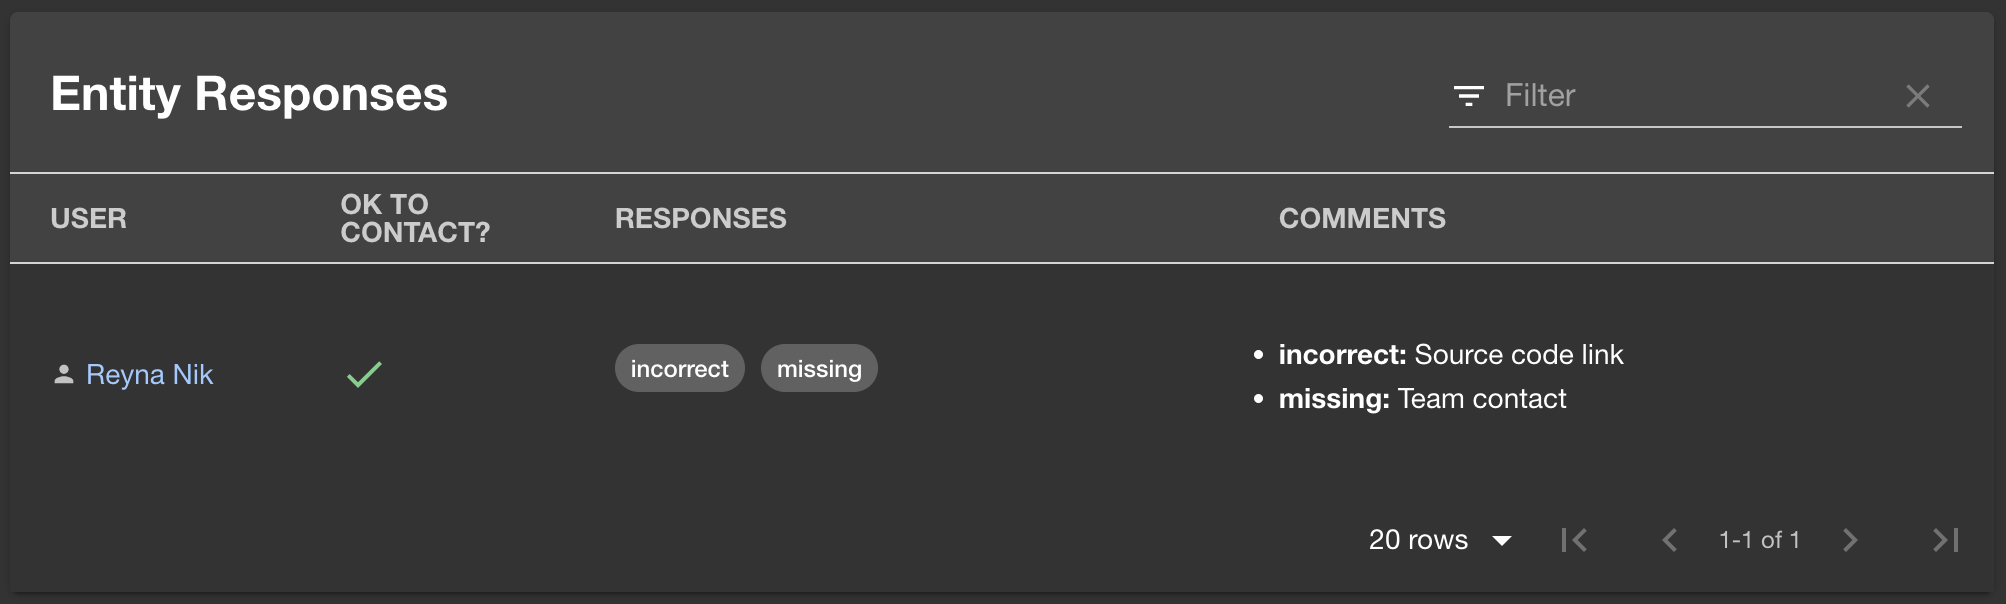 Entity Responses
Filter
USER
OK TO
CONTACT?
RESPONSES
COMMENTS
Reyna Nik
incorrect
missing
incorrect: Source code link
missing: Team contact
20 rows
1-1 of 1